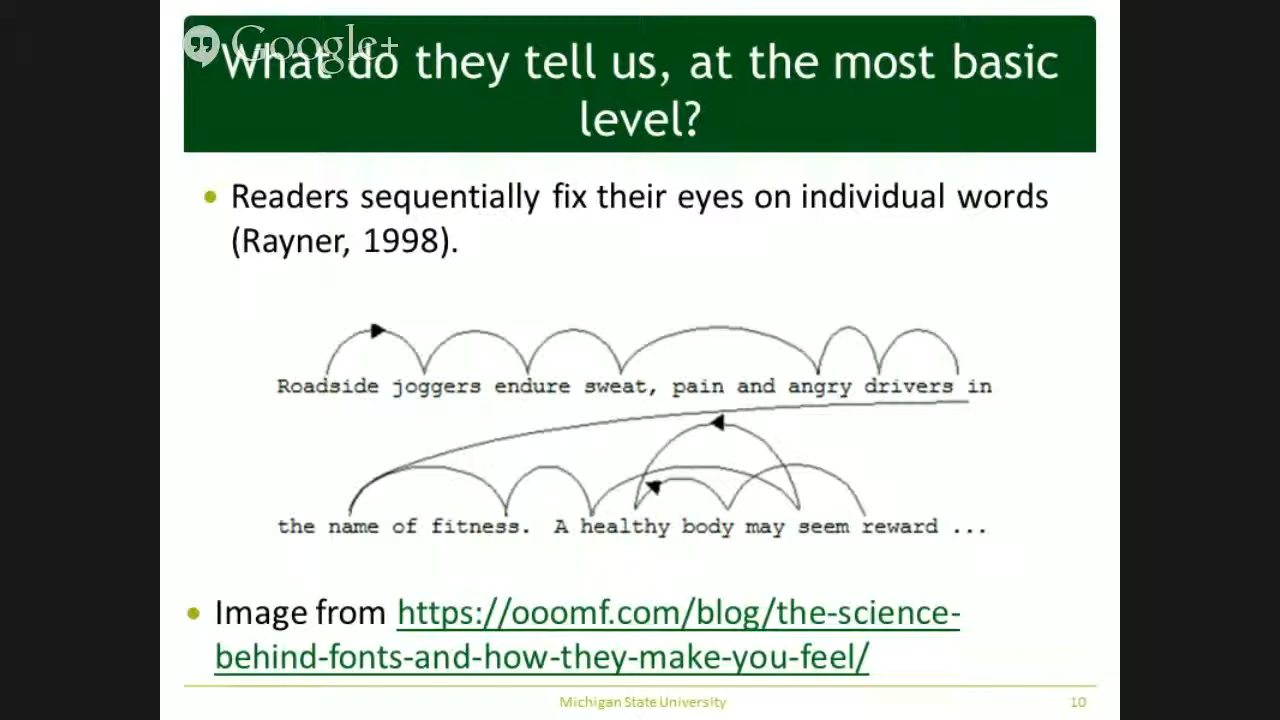 Google+
What do they tell us, at the most basic
level?
• Readers sequentially fix their eyes on individual words
(Rayner, 1998).
Roadside joggers endure sweat, pain and angry drivers in
the name of fitness. A healthy body may seem reward ...
• Image from https://ooomf.com/blog/the-science-
behind-fonts-and-how-they-make-you-feel/
Michigan State University
10